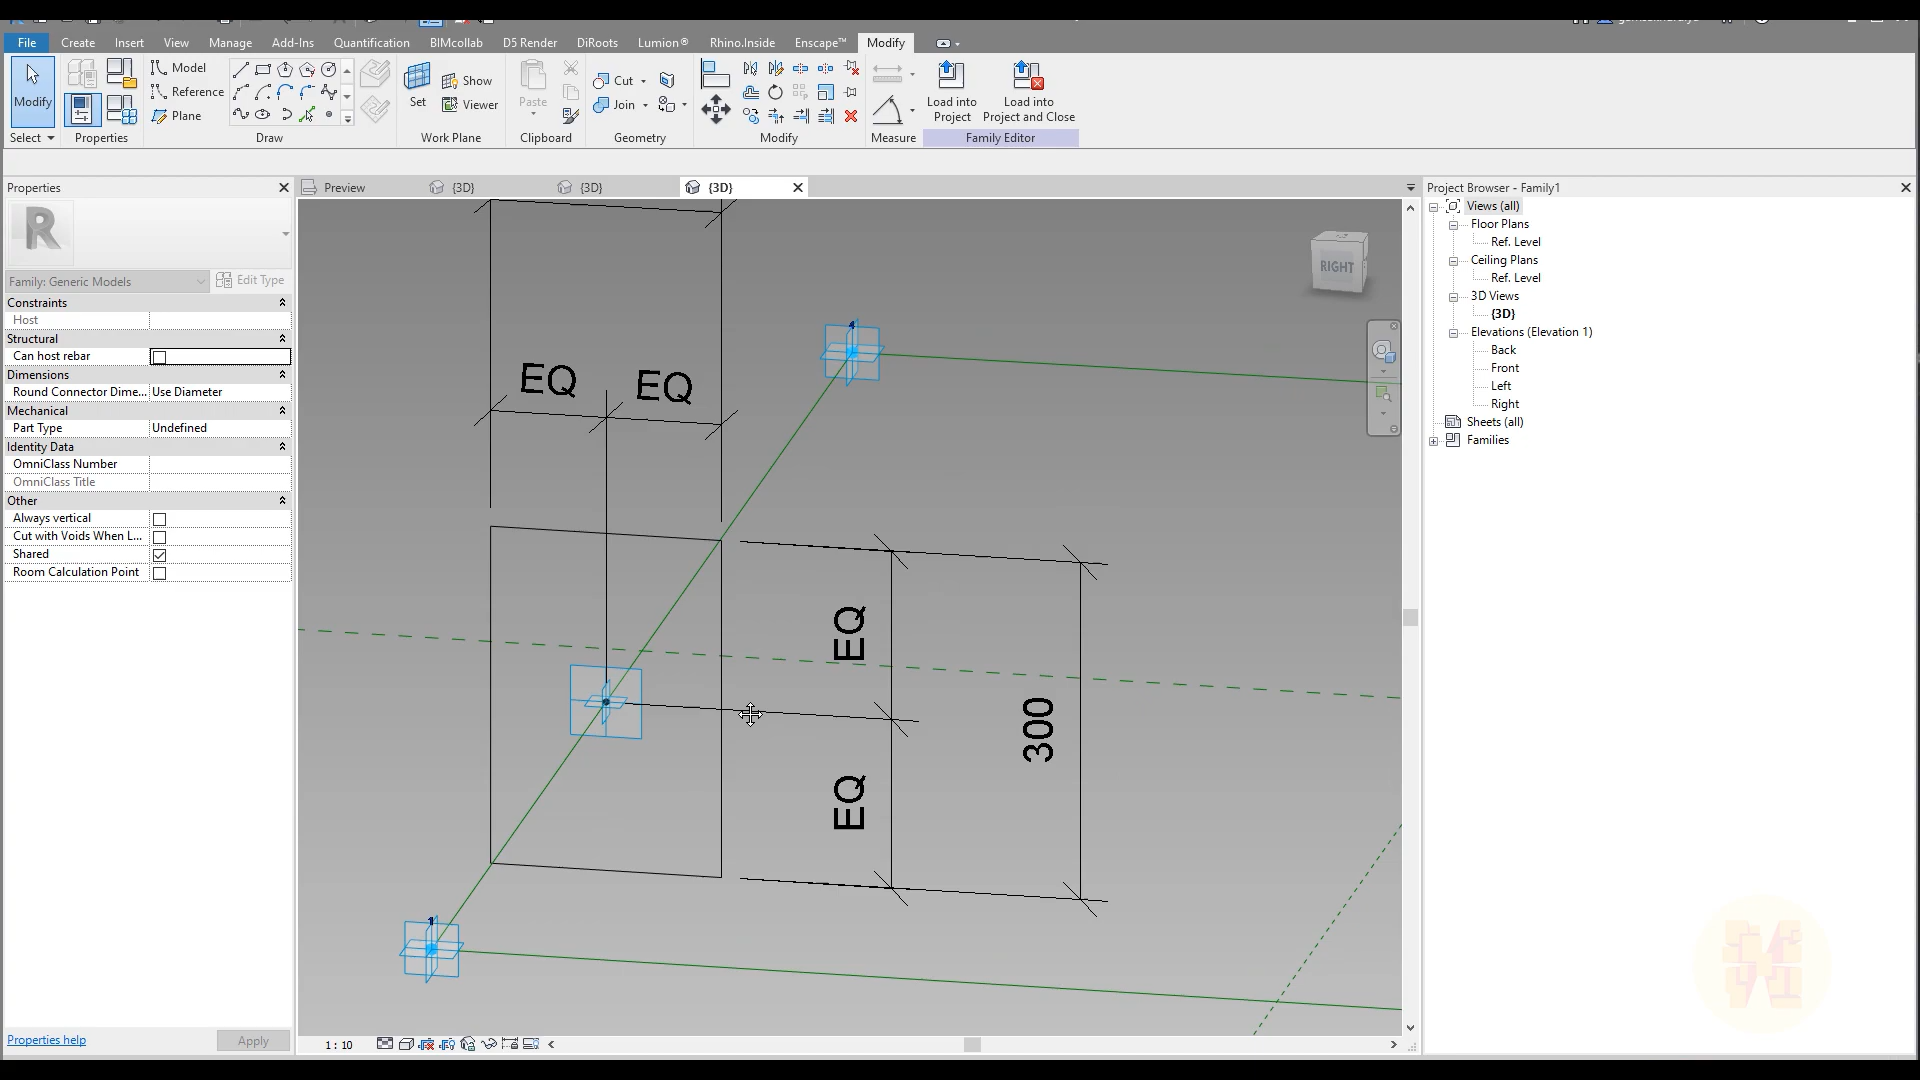 File Create Insert View Manage Add-Ins Quantification BIMcollab D5 Render DiRoots Lumion® Rhino.Inside Enscape™ Modify
Modify
Select
Properties
Model
Reference
Plane
Draw
Set
Show
Viewer
Work Plane
Paste
Clipboard
Cut
Join
Geometry
Modify
Measure
Load into
Project
Load into
Project and Close
Family Editor
Properties
Preview
{3D}
{3D}
{3D}
Project Browser - Family1
R
Family: Generic Models
Edit Type
Constraints
Host
Structural
Can host rebar
Dimensions
Round Connector Dime... Use Diameter
Mechanical
Part Type Undefined
Identity Data
OmniClass Number
OmniClass Title
Other
Always vertical
Cut with Voids When L...
Shared
Room Calculation Point
Properties help
Apply
EQ EQ
EQ
EQ
300
4
1
RIGHT
1 : 10
Views (all)
Floor Plans
Ref. Level
Ceiling Plans
Ref. Level
3D Views
{3D}
Elevations (Elevation 1)
Back
Front
Left
Right
Sheets (all)
Families